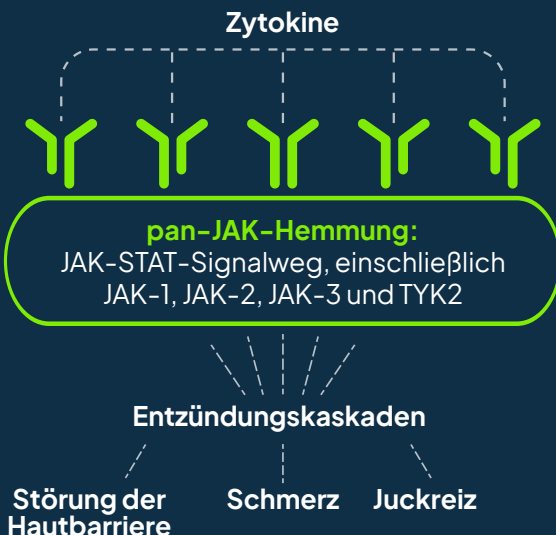 Zytokine
pan-JAK-Hemmung:
JAK-STAT-Signalweg, einschließlich
JAK-1, JAK-2, JAK-3 und TYK2
Entzündungskaskaden
Störung der
Hautbarriere
Schmerz
Juckreiz